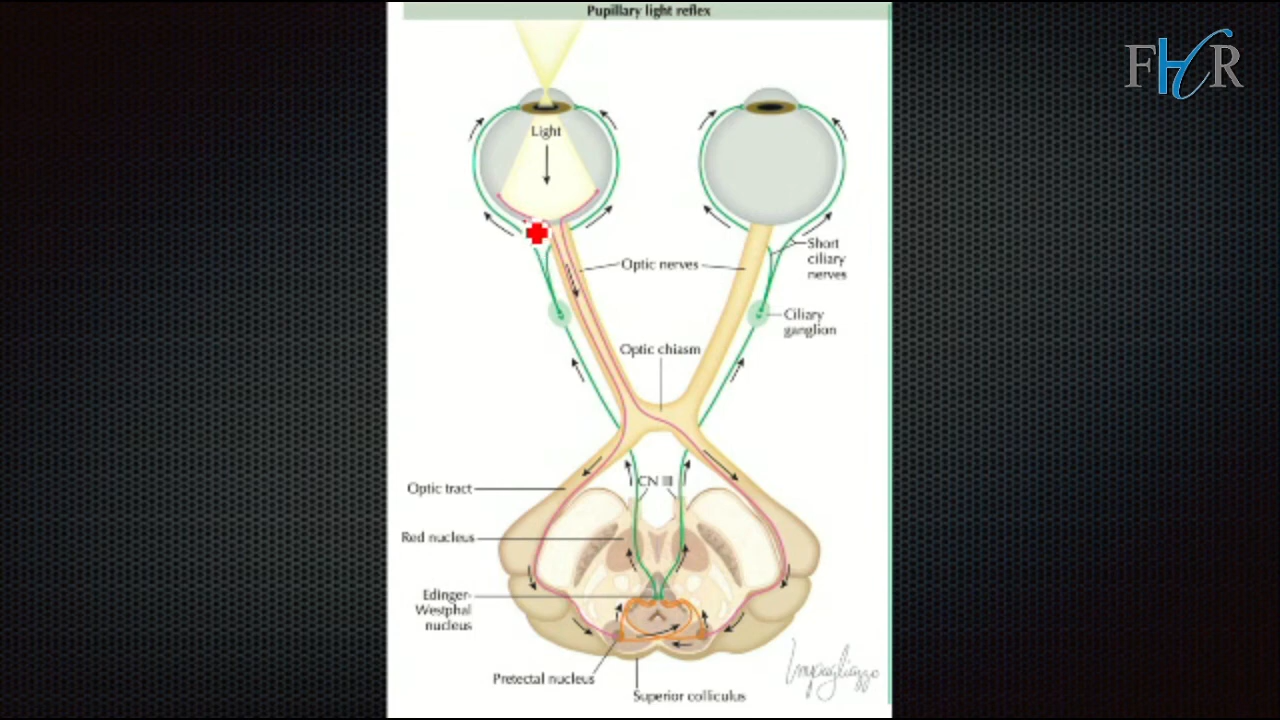 Pupillary light reflex
FHR
Light
Optic nerves
Short
ciliary
nerves
Ciliary
ganglion
Optic chiasm
Optic tract
CN III
Red nucleus
Edinger-
Westphal
nucleus
Pretectal nucleus
Superior colliculus